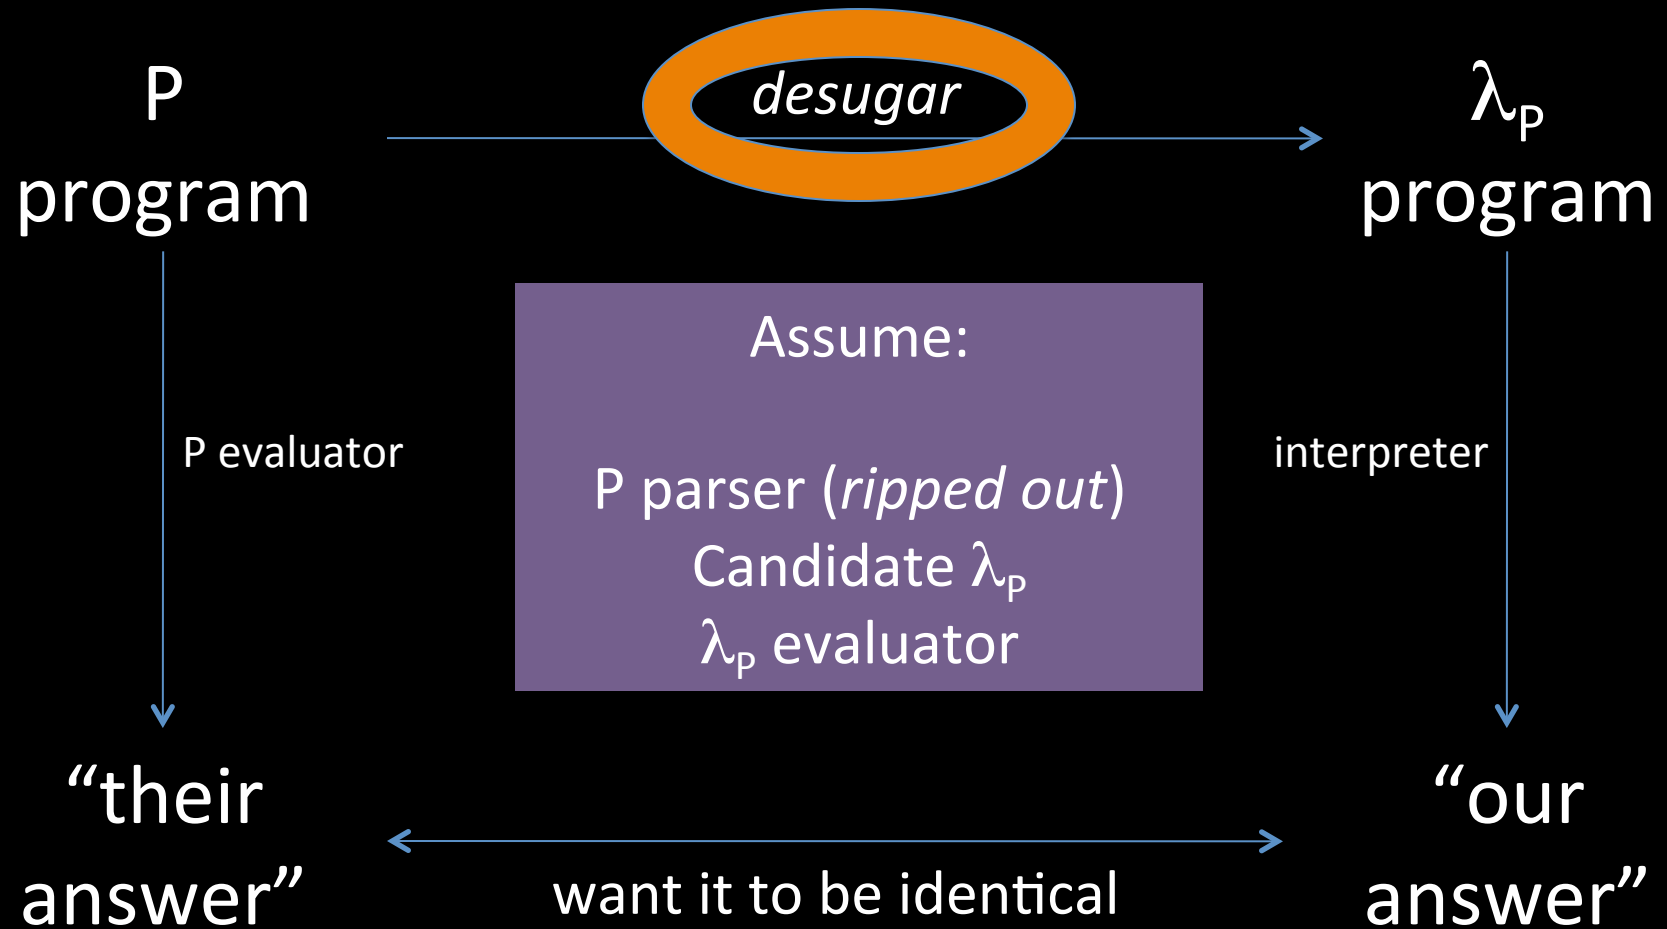 P
program
desugar
λP
program
Assume:
P parser (ripped out)
Candidate λP
λP evaluator
P evaluator
interpreter
“their
answer”
want it to be identical
“our
answer”